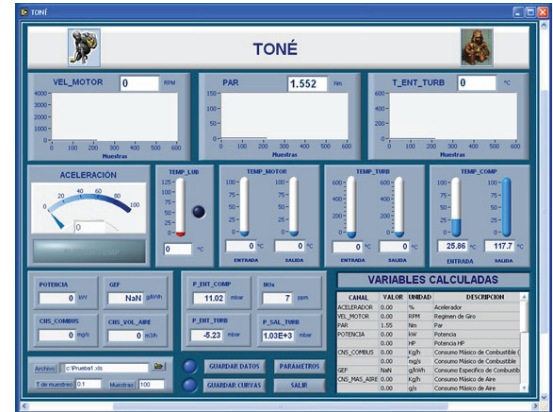 TONÉ
TONÉ
VEL_MOTOR 0 RPM
PAR 1.552 Nm
T_ENT_TURB 0 °C
4000
3000
2000
1000
0
0 100 200 300 400 500 600
Muestras
150
100
50
0
0 100 200 300 400 500 600
Muestras
600
400
200
0
0 100 200 300 400 500 600
Muestras
ACELERACIÓN
0 20 40 60 80 100
0
TEMP_LUB
125
100
75
50
25
0
0 °C
TEMP_MOTOR
100 100
75 75
50 50
25 25
0 0
0 °C 0 °C
ENTRADA SALIDA
TEMP_TURB
600 600
400 400
200 200
0 0
0 °C 0 °C
ENTRADA SALIDA
TEMP_COMP
100 100
75 75
50 50
25 25
0 0
25.86 °C 117.7 °C
ENTRADA SALIDA
POTENCIA
0 kW
GEF
NaN g/kWh
CNS_COMBUS
0 mg/s
CNS_VOL_AIRE
0 m3/h
P_ENT_COMP
11.02 mbar
NOx
7 ppm
P_ENT_TURB
-5.23 mbar
P_SAL_TURB
1.03E+3 mbar
VARIABLES CALCULADAS
CANAL VALOR UNIDAD DESCRIPCION
ACELERADOR 0.00 % Acelerador
VEL_MOTOR 0.00 RPM Regimen de Giro
PAR 1.55 Nm Par
POTENCIA 0.00 kW Potencia
0.00 HP Potencia HP
CNS_COMBUS 0.00 Kg/h Consumo Másico de Combustible (
0.00 mg/s Consumo Másico de Combustible
GEF NaN g/kWh Consumo Específico de Combustib
CNS_MAS_AIRE 0.00 Kg/h Consumo Másico de Aire
0.00 g/s Consumo Másico de Aire
Archivo c:\Prueba1.xls
T de muestreo 0.1 Muestras 100
GUARDAR DATOS PARAMETROS
GUARDAR CURVAS SALIR